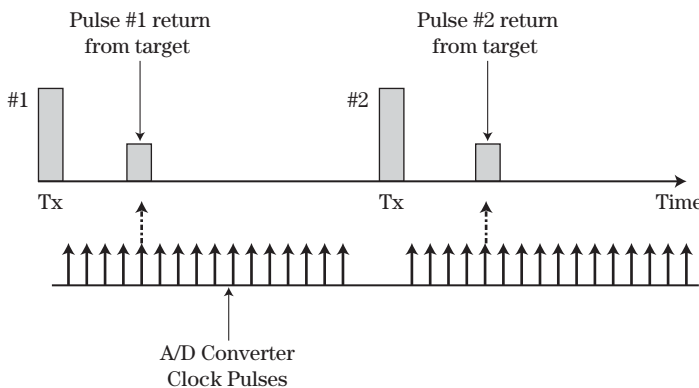 Pulse #1 return
from target
Pulse #2 return
from target
#1
#2
Tx
Tx
Time
A/D Converter
Clock Pulses